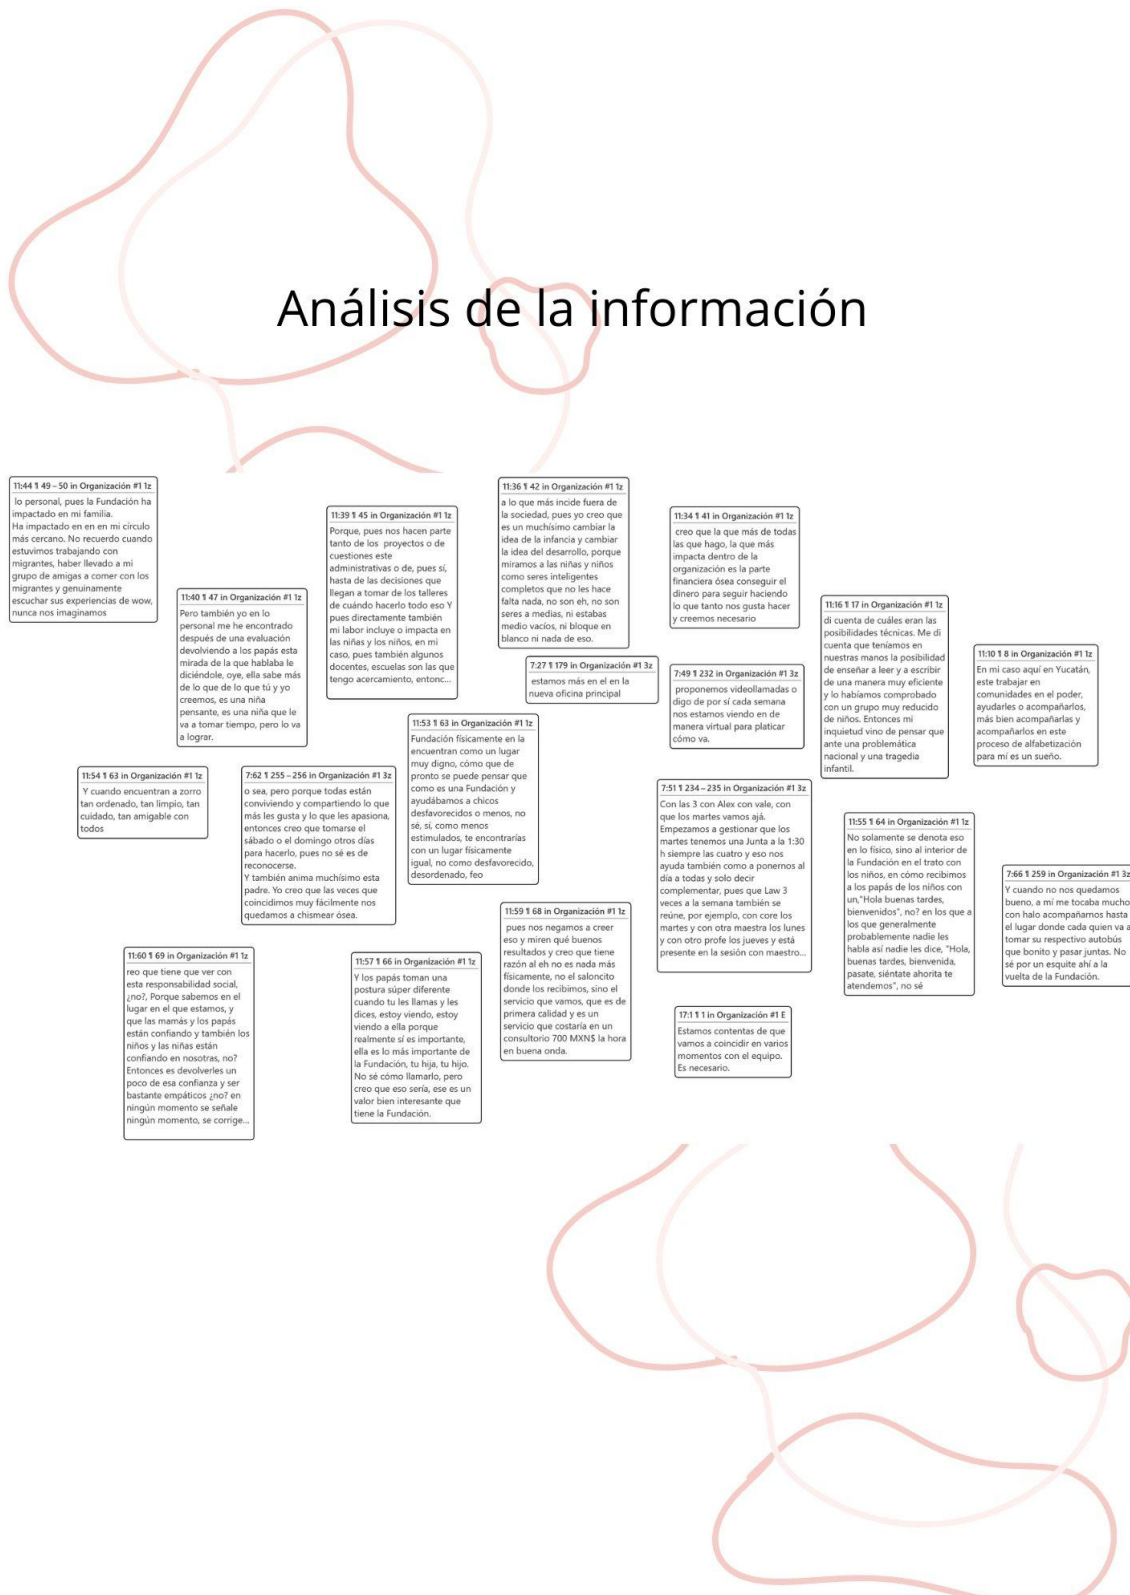 Análisis de la información
11:44 ¶ 49 – 50 in Organización #1 1z
lo personal, pues la Fundación ha
impactado en mi familia.
Ha impactado en en en mi círculo
más cercano. No recuerdo cuando
estuvimos trabajando con
migrantes, haber llevado a mi
grupo de amigas a comer con los
migrantes y genuinamente
escuchar sus experiencias de wow,
nunca nos imaginamos
11:40 ¶ 47 in Organización #1 1z
Pero también yo en lo
personal me he encontrado
después de una evaluación
devolviendo a los papás esta
mirada de la que hablaba le
diciéndole, oye, ella sabe más
de lo que de lo que tú y yo
creemos, es una niña
pensante, es una niña que le
va a tomar tiempo, pero lo va
a lograr.
11:39 ¶ 45 in Organización #1 1z
Porque, pues nos hacen parte
tanto de los proyectos o de
cuestiones este
administrativas o de, pues sí,
hasta de las decisiones que
llegan a tomar de los talleres
de cuándo hacerlo todo eso Y
pues directamente también
mi labor incluye o impacta en
las niñas y los niños, en mi
caso, pues también algunos
docentes, escuelas son las que
tengo acercamiento, entonc...
11:36 ¶ 42 in Organización #1 1z
a lo que más incide fuera de
la sociedad, pues yo creo que
es un muchísimo cambiar la
idea de la infancia y cambiar
la idea del desarrollo, porque
miramos a las niñas y niños
como seres inteligentes
completos que no les hace
falta nada, no son eh, no son
seres a medias, ni estabas
medio vacíos, ni bloque en
blanco ni nada de eso.
11:34 ¶ 41 in Organización #1 1z
creo que la que más de todas
las que hago, la que más
impacta dentro de la
organización es la parte
financiera ósea conseguir el
dinero para seguir haciendo
lo que tanto nos gusta hacer
y creemos necesario
11:16 ¶ 17 in Organización #1 1z
di cuenta de cuáles eran las
posibilidades técnicas. Me di
cuenta que teníamos en
nuestras manos la posibilidad
de enseñar a leer y a escribir
de una manera muy eficiente
y lo habíamos comprobado
con un grupo muy reducido
de niños. Entonces mi
inquietud vino de pensar que
ante una problemática
nacional y una tragedia
infantil.
11:10 ¶ 8 in Organización #1 1z
En mi caso aquí en Yucatán,
este trabajar en
comunidades en el poder,
ayudarles o acompañarlos,
más bien acompañarlas y
acompañarlos en este
proceso de alfabetización
para mí es un sueño.
7:27 ¶ 179 in Organización #1 3z
estamos más en el en la
nueva oficina principal
7:49 ¶ 232 in Organización #1 3z
proponemos videollamadas o
digo de por sí cada semana
nos estamos viendo en de
manera virtual para platicar
cómo va.
11:53 ¶ 63 in Organización #1 1z
Fundación físicamente en la
encuentran como un lugar
muy digno, cómo que de
pronto se puede pensar que
como es una Fundación y
ayudábamos a chicos
desfavorecidos o menos, no
sé, sí, como menos
estimulados, te encontrarías
con un lugar físicamente
igual, no como desfavorecido,
desordenado, feo
11:54 ¶ 63 in Organización #1 1z
Y cuando encuentran a zorro
tan ordenado, tan limpio, tan
cuidado, tan amigable con
todos
7:62 ¶ 255 – 256 in Organización #1 3z
o sea, pero porque todas están
conviviendo y compartiendo lo que
más les gusta y lo que les apasiona,
entonces creo que tomarse el
sábado o el domingo otros días
para hacerlo, pues no sé es de
reconocerse.
Y también anima muchísimo esta
padre. Yo creo que las veces que
coincidimos muy fácilmente nos
quedamos a chismear ósea.
7:51 ¶ 234 – 235 in Organización #1 3z
Con las 3 con Alex con vale, con
que los martes vamos ajá.
Empezamos a gestionar que los
martes tenemos una Junta a la 1:30
h siempre las cuatro y eso nos
ayuda también como a ponernos al
día a todas y solo decir
complementar, pues que Law 3
veces a la semana también se
reúne, por ejemplo, con core los
martes y con otra maestra los lunes
y con otro profe los jueves y está
presente en la sesión con maestro...
11:55 ¶ 64 in Organización #1 1z
No solamente se denota eso
en lo físico, sino al interior de
la Fundación en el trato con
los niños, en cómo recibimos
a los papás de los niños con
un,"Hola buenas tardes,
bienvenidos", no? en los que a
los que generalmente
probablemente nadie les
habla así nadie les dice, "Hola,
buenas tardes, bienvenida,
pasate, siéntate ahorita te
atendemos", no sé
7:66 ¶ 259 in Organización #1 3z
Y cuando no nos quedamos
bueno, a mí me tocaba mucho
con halo acompañarnos hasta
el lugar donde cada quien va a
tomar su respectivo autobús
que bonito y pasar juntas. No
sé por un esquite ahí a la
vuelta de la Fundación.
11:59 ¶ 68 in Organización #1 1z
pues nos negamos a creer
eso y miren qué buenos
resultados y creo que tiene
razón al eh no es nada más
físicamente, no el saloncito
donde los recibimos, sino el
servicio que vamos, que es de
primera calidad y es un
servicio que costaría en un
consultorio 700 MXN$ la hora
en buena onda.
11:60 ¶ 69 in Organización #1 1z
reo que tiene que ver con
esta responsabilidad social,
¿no?, Porque sabemos en el
lugar en el que estamos, y
que las mamás y los papás
están confiando y también los
niños y las niñas están
confiando en nosotras, no?
Entonces es devolverles un
poco de esa confianza y ser
bastante empáticos ¿no? en
ningún momento se señale
ningún momento, se corrige...
11:57 ¶ 66 in Organización #1 1z
Y los papás toman una
postura súper diferente
cuando tu les llamas y les
dices, estoy viendo, estoy
viendo a ella porque
realmente sí es importante,
ella es lo más importante de
la Fundación, tu hija, tu hijo.
No sé cómo llamarlo, pero
creo que eso sería, ese es un
valor bien interesante que
tiene la Fundación.
17:1 ¶ 1 in Organización #1 E
Estamos contentas de que
vamos a coincidir en varios
momentos con el equipo.
Es necesario.